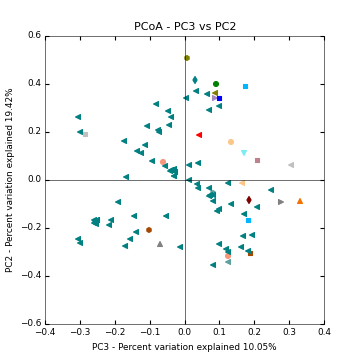 PCoA - PC3 vs PC2
0.6
0.4
0.2
0.0
−0.2
−0.4
−0.6
PC2 - Percent variation explained 19.42%
−0.4 −0.3 −0.2 −0.1 0.0 0.1 0.2 0.3 0.4
PC3 - Percent variation explained 10.05%